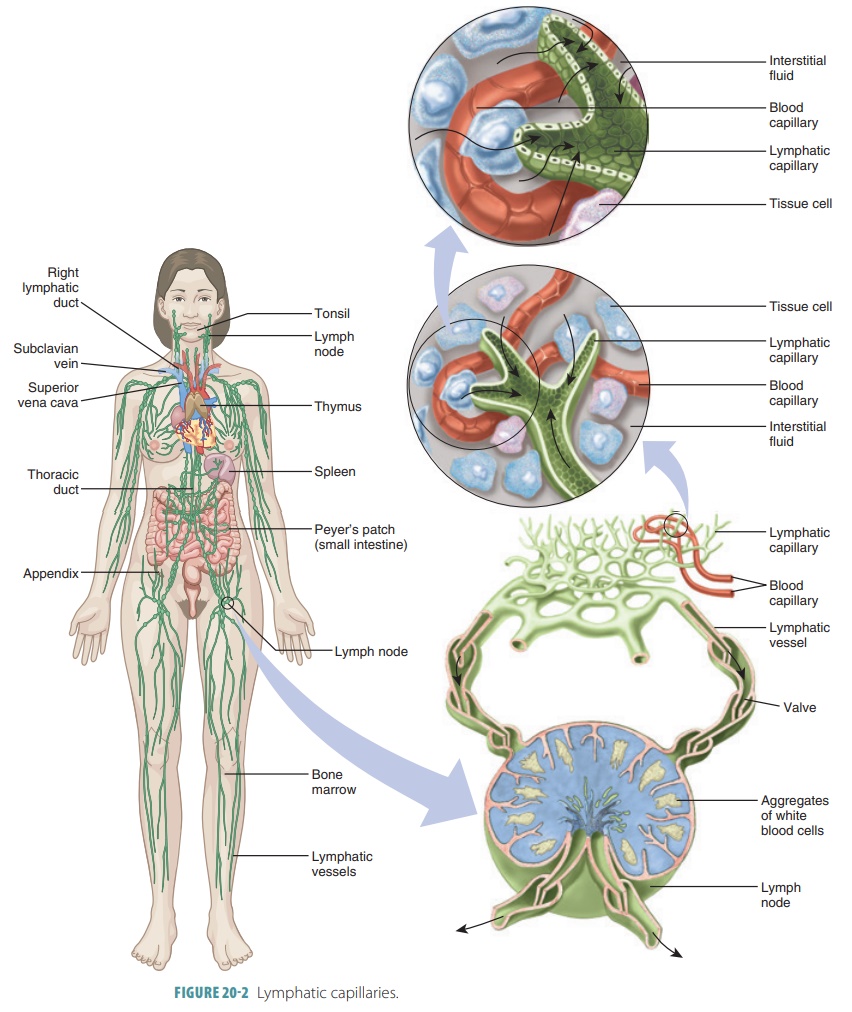 Interstitial
fluid
Blood
capillary
Lymphatic
capillary
Tissue cell
Right
lymphatic
duct
Subclavian
vein
Superior
vena cava
Thoracic
duct
Appendix
Tonsil
Lymph
node
Thymus
Spleen
Peyer's patch
(small intestine)
Lymph node
Bone
marrow
Lymphatic
vessels
Tissue cell
Lymphatic
capillary
Blood
capillary
Interstitial
fluid
Lymphatic
capillary
Blood
capillary
Lymphatic
vessel
Valve
Aggregates
of white
blood cells
Lymph
node
FIGURE 20-2 Lymphatic capillaries.